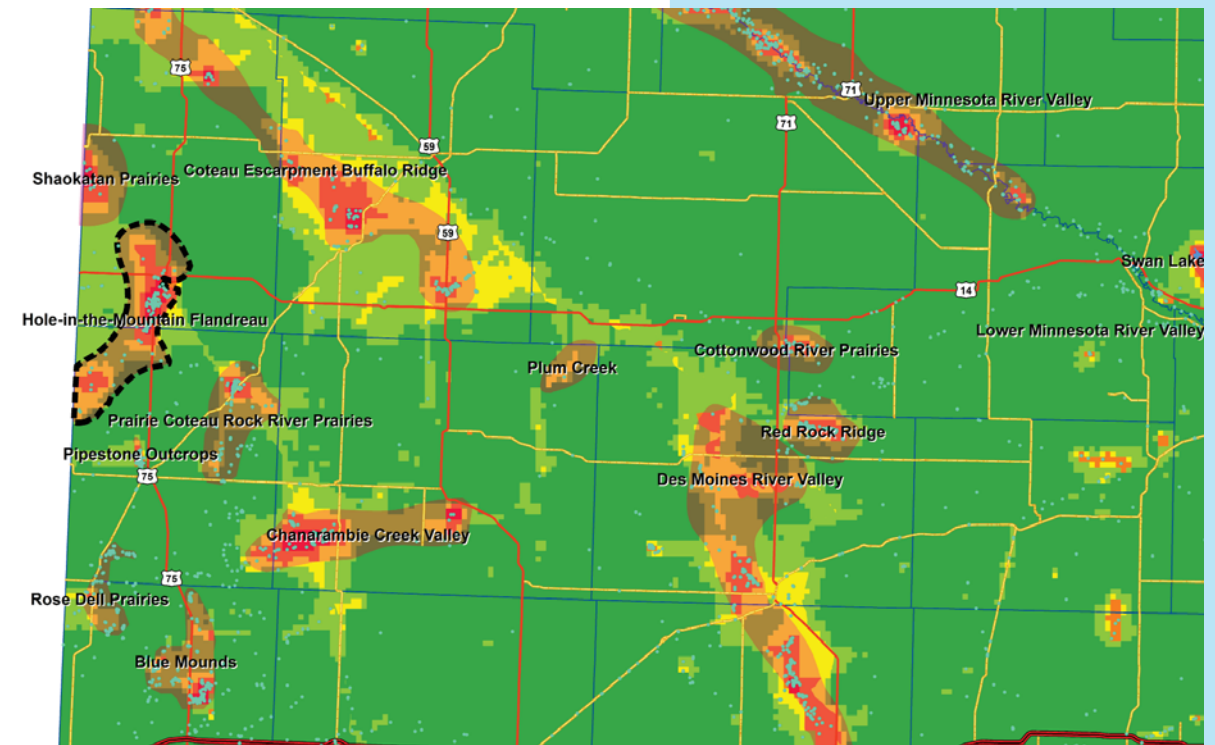 75
71
Upper Minnesota River Valley
71
59
Coteau Escarpment Buffalo Ridge
Shaokatan Prairies
59
Swan Lake
14
Hole-in-the-Mountain Flandreau
Lower Minnesota River Valley
Cottonwood River Prairies
Plum Creek
Prairie Coteau Rock River Prairies
Red Rock Ridge
Pipestone Outcrops
75
Des Moines River Valley
Chanarambie Creek Valley
75
Rose Dell Prairies
Blue Mounds